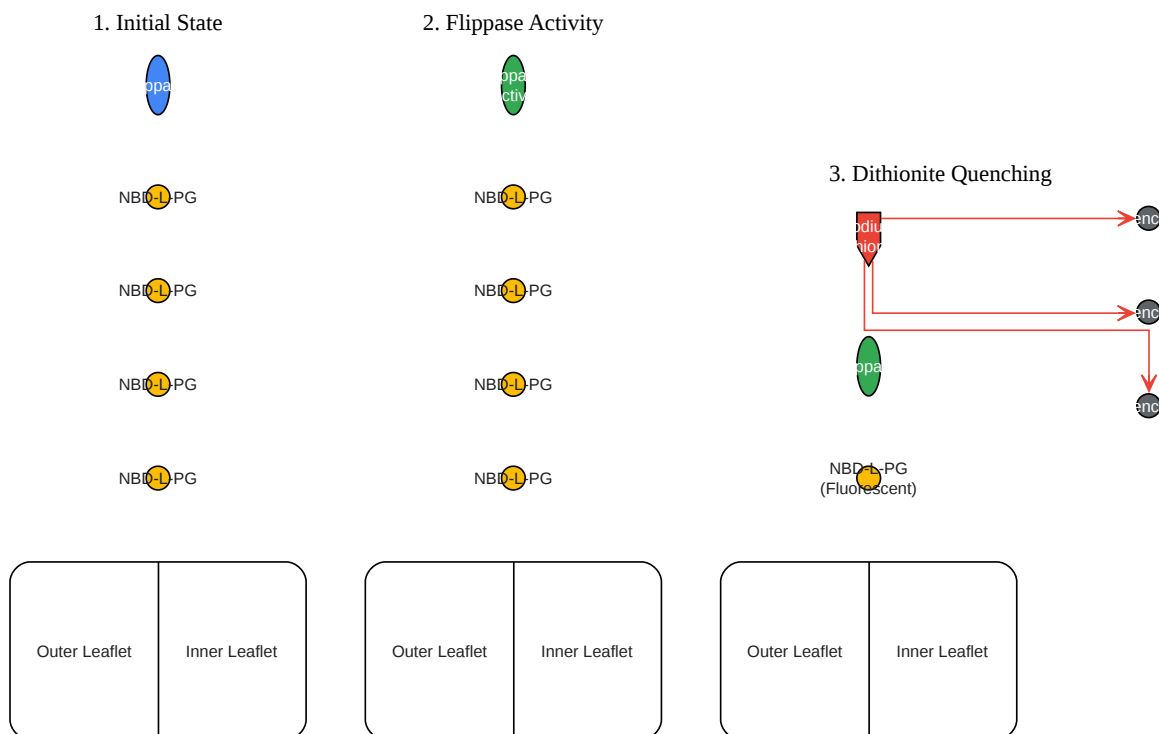 1. Initial State
NBD-L-PG
NBD-L-PG
NBD-L-PG
NBD-L-PG
Outer Leaflet
Inner Leaflet
2. Flippase Activity
NBD-L-PG
NBD-L-PG
NBD-L-PG
NBD-L-PG
Outer Leaflet
Inner Leaflet
3. Dithionite Quenching
NBD-L-PG
(Fluorescent)
Outer Leaflet
Inner Leaflet